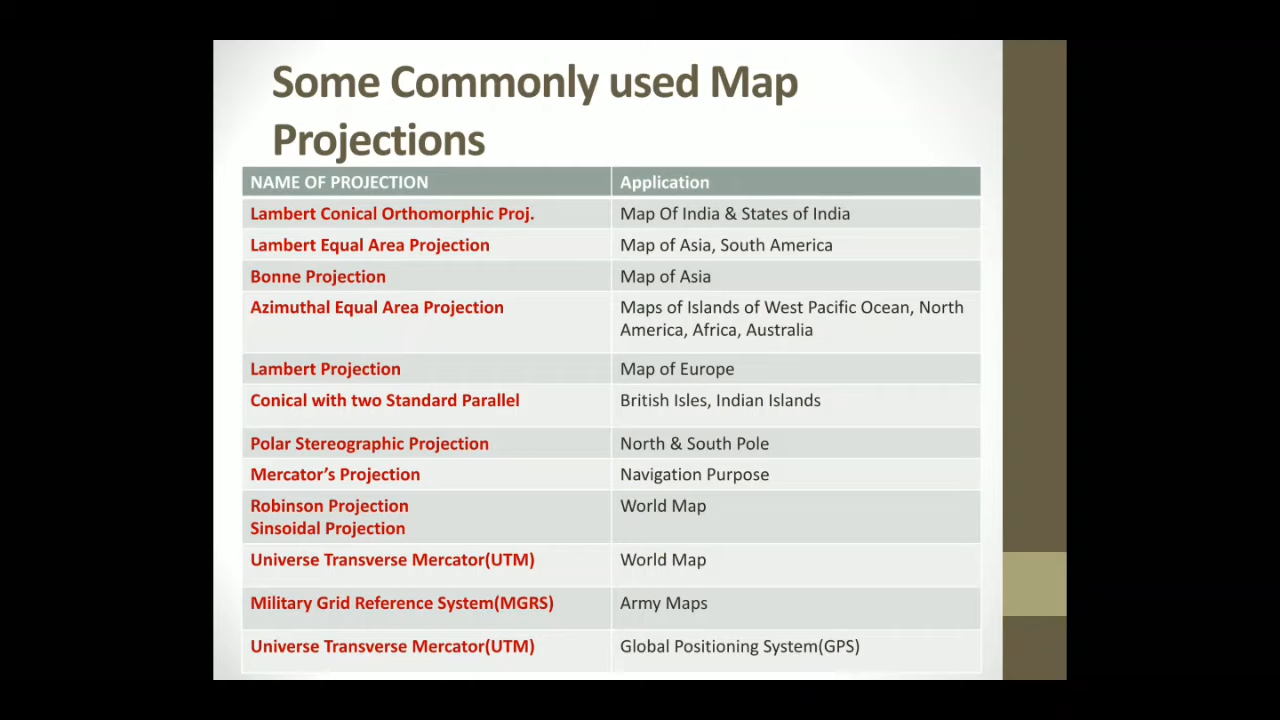 Some Commonly used Map
Projections
NAME OF PROJECTION Application
Lambert Conical Orthomorphic Proj. Map Of India & States of India
Lambert Equal Area Projection Map of Asia, South America
Bonne Projection Map of Asia
Azimuthal Equal Area Projection Maps of Islands of West Pacific Ocean, North
America, Africa, Australia
Lambert Projection Map of Europe
Conical with two Standard Parallel British Isles, Indian Islands
Polar Stereographic Projection North & South Pole
Mercator’s Projection Navigation Purpose
Robinson Projection World Map
Sinsoidal Projection
Universe Transverse Mercator(UTM) World Map
Military Grid Reference System(MGRS) Army Maps
Universe Transverse Mercator(UTM) Global Positioning System(GPS)